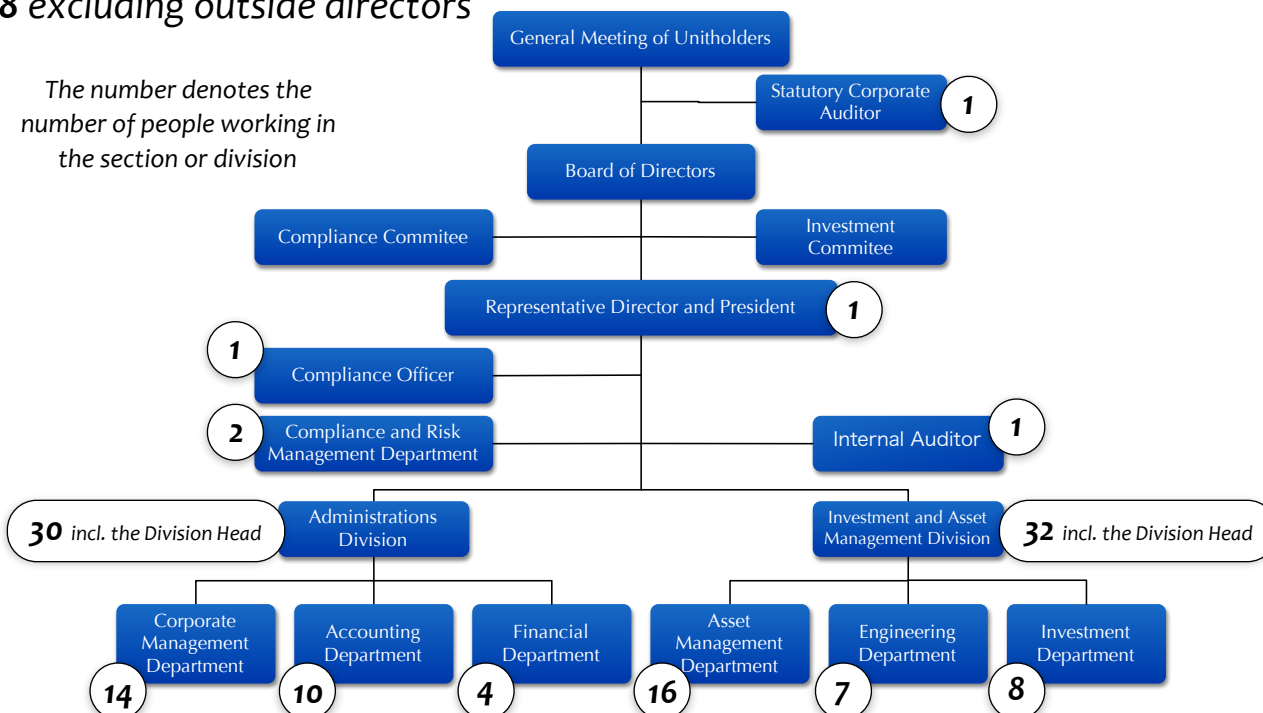 8 excluding outside directors
General Meeting of Unitholders
The number denotes the
number of people working in
the section or division
Statutory Corporate
Auditor
1
Board of Directors
Compliance Commitee
Investment
Commitee
Representative Director and President
1
1
Compliance Officer
2
Compliance and Risk
Management Department
Internal Auditor
1
30 incl. the Division Head
Administrations
Division
Investment and Asset
Management Division
32 incl. the Division Head
Corporate
Management
Department
14
Accounting
Department
10
Financial
Department
4
Asset
Management
Department
16
Engineering
Department
7
Investment
Department
8